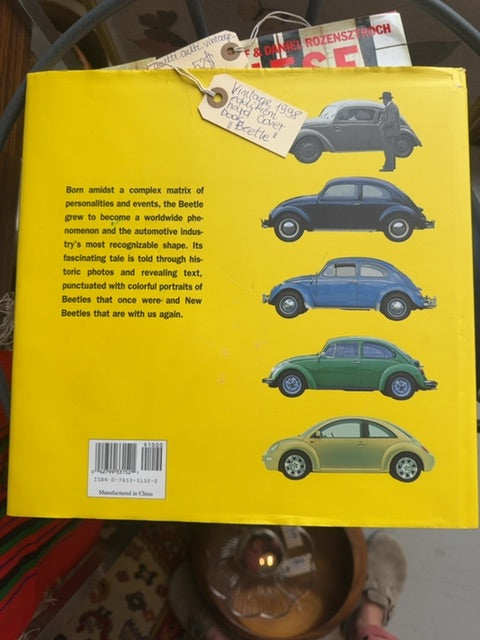 F & DANIEL ROZENSZTROCH
Vintage 1998
hard Cover
book
"Beetle"
Born amidst a complex matrix of
personalities and events, the Beetle
grew to become a worldwide phe-
nomenon and the automotive indus-
try's most recognizable shape. Its
fascinating tale is told through his-
toric photos and revealing text,
punctuated with colorful portraits of
Beetles that once were and New
Beetles that are with us again.
91000
ISBN 0-7653-3152-2
Manufactured in China